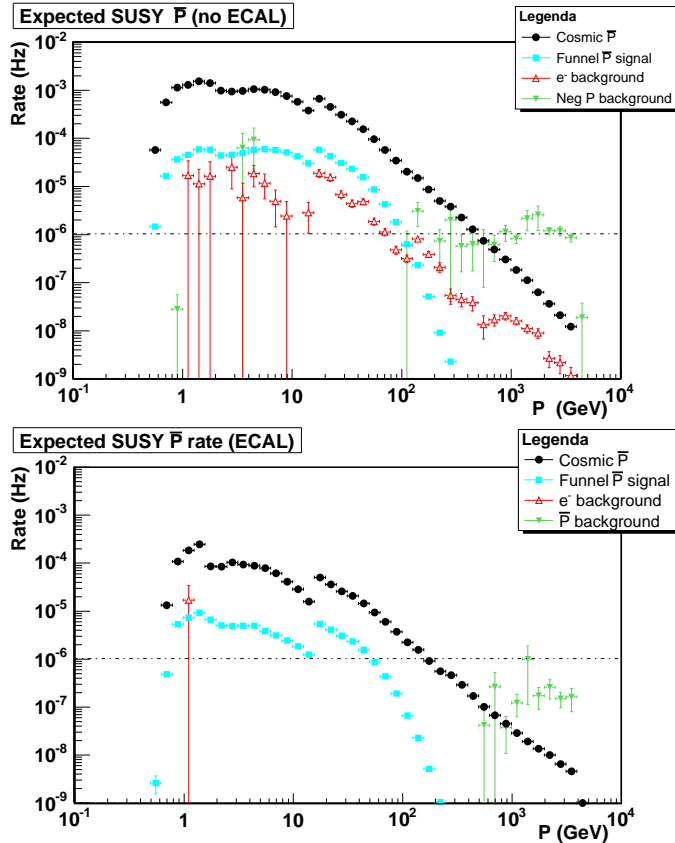 Expected SUSY P̅ (no ECAL)
Legenda
Cosmic P̅
Funnel P̅ signal
e⁻ background
Neg P background
Rate (Hz)
10⁻²
10⁻³
10⁻⁴
10⁻⁵
10⁻⁶
10⁻⁷
10⁻⁸
10⁻⁹
10⁻¹ 1 10 10² 10³ 10⁴
P (GeV)
Expected SUSY P̅ rate (ECAL)
Legenda
Cosmic P̅
Funnel P̅ signal
e⁻ background
P̅ background
Rate (Hz)
10⁻²
10⁻³
10⁻⁴
10⁻⁵
10⁻⁶
10⁻⁷
10⁻⁸
10⁻⁹
10⁻¹ 1 10 10² 10³ 10⁴
P (GeV)